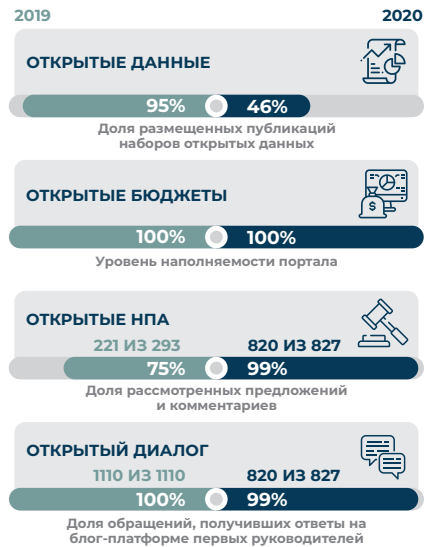 2019 2020
ОТКРЫТЫЕ ДАННЫЕ
95% 46%
Доля размещенных публикаций
наборов открытых данных
ОТКРЫТЫЕ БЮДЖЕТЫ
$
100% 100%
Уровень наполняемости портала
ОТКРЫТЫЕ НПА
221 ИЗ 293 820 ИЗ 827
75% 99%
Доля рассмотренных предложений
и комментариев
ОТКРЫТЫЙ ДИАЛОГ
1110 ИЗ 1110 820 ИЗ 827
100% 99%
Доля обращений, получивших ответы на
блог-платформе первых руководителей